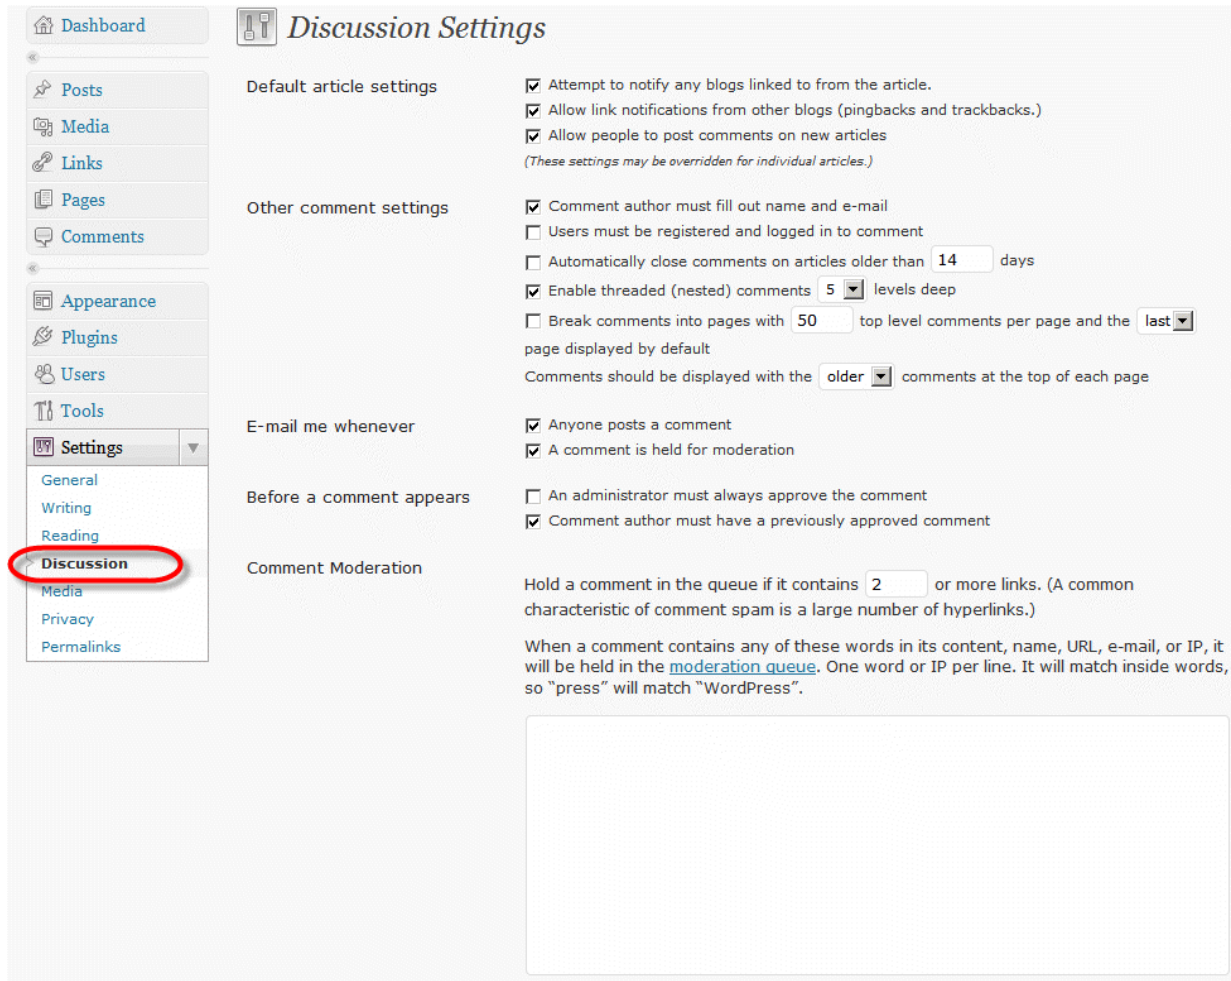 Dashboard
Posts
Media
Links
Pages
Comments
Appearance
Plugins
Users
Tools
Settings
General
Writing
Reading
Discussion
Media
Privacy
Permalinks
Discussion Settings
Default article settings
Attempt to notify any blogs linked to from the article.
Allow link notifications from other blogs (pingbacks and trackbacks.)
Allow people to post comments on new articles
(These settings may be overridden for individual articles.)
Other comment settings
Comment author must fill out name and e-mail
Users must be registered and logged in to comment
Automatically close comments on articles older than 14 days
Enable threaded (nested) comments 5 levels deep
Break comments into pages with 50 top level comments per page and the last
page displayed by default
Comments should be displayed with the older comments at the top of each page
E-mail me whenever
Anyone posts a comment
A comment is held for moderation
Before a comment appears
An administrator must always approve the comment
Comment author must have a previously approved comment
Comment Moderation
Hold a comment in the queue if it contains 2 or more links. (A common
characteristic of comment spam is a large number of hyperlinks.)
When a comment contains any of these words in its content, name, URL, e-mail, or IP, it
will be held in the moderation queue. One word or IP per line. It will match inside words,
so “press” will match “WordPress”.